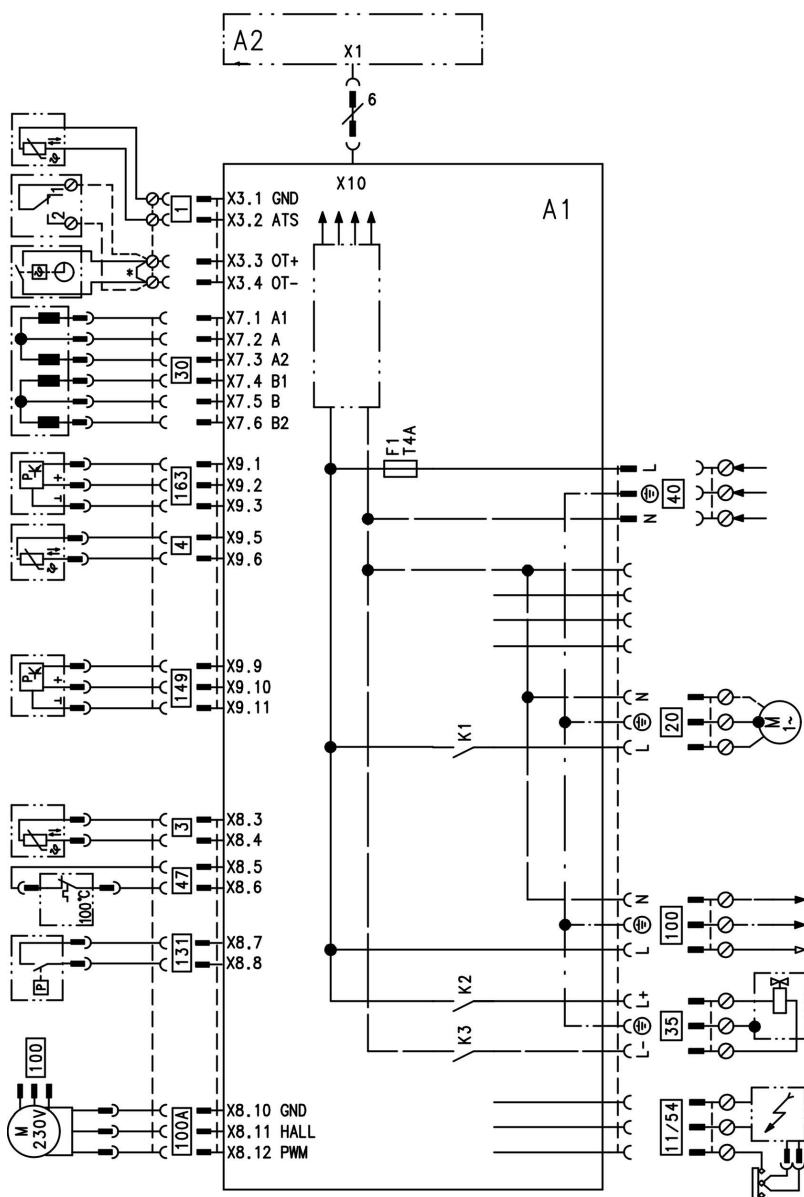 A2
X1
6
X10
A1
1
2
*
1
X3.1 GND
X3.2 ATS
X3.3 OT+
X3.4 OT-
30
X7.1 A1
X7.2 A
X7.3 A2
X7.4 B1
X7.5 B
X7.6 B2
F1
T4A
P
+
⊥
163
X9.1
X9.2
X9.3
L
N
40
4
X9.5
X9.6
P
+
⊥
149
X9.9
X9.10
X9.11
K1
N
L
20
M
1~
3
X8.3
X8.4
100°C
47
X8.5
X8.6
P
131
X8.7
X8.8
N
L
100
K2
K3
L+
L-
35
100
M
230V
100A
X8.10 GND
X8.11 HALL
X8.12 PWM
11/54